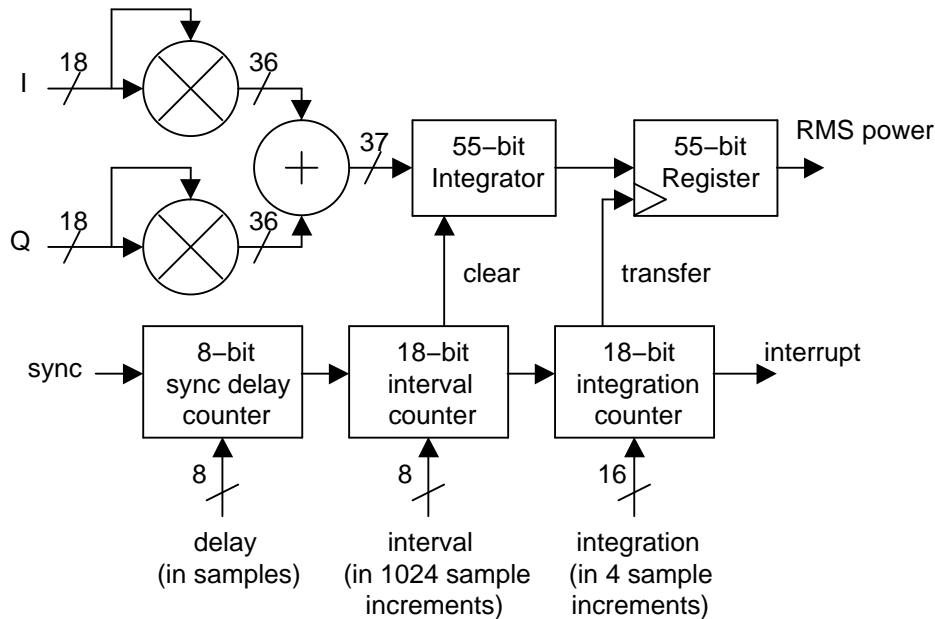 I
18
36
37
55−bit
Integrator
55−bit
Register
RMS power
Q
18
36
clear
transfer
sync
8−bit
sync delay
counter
18−bit
interval
counter
18−bit
integration
counter
interrupt
8
8
16
delay
(in samples)
interval
(in 1024 sample
increments)
integration
(in 4 sample
increments)